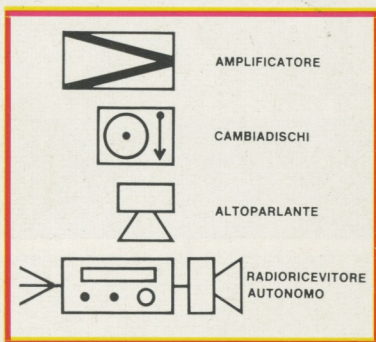 AMPLIFICATORE
CAMBIADISCHI
ALTOPARLANTE
RADIORICEVITORE
AUTONOMO